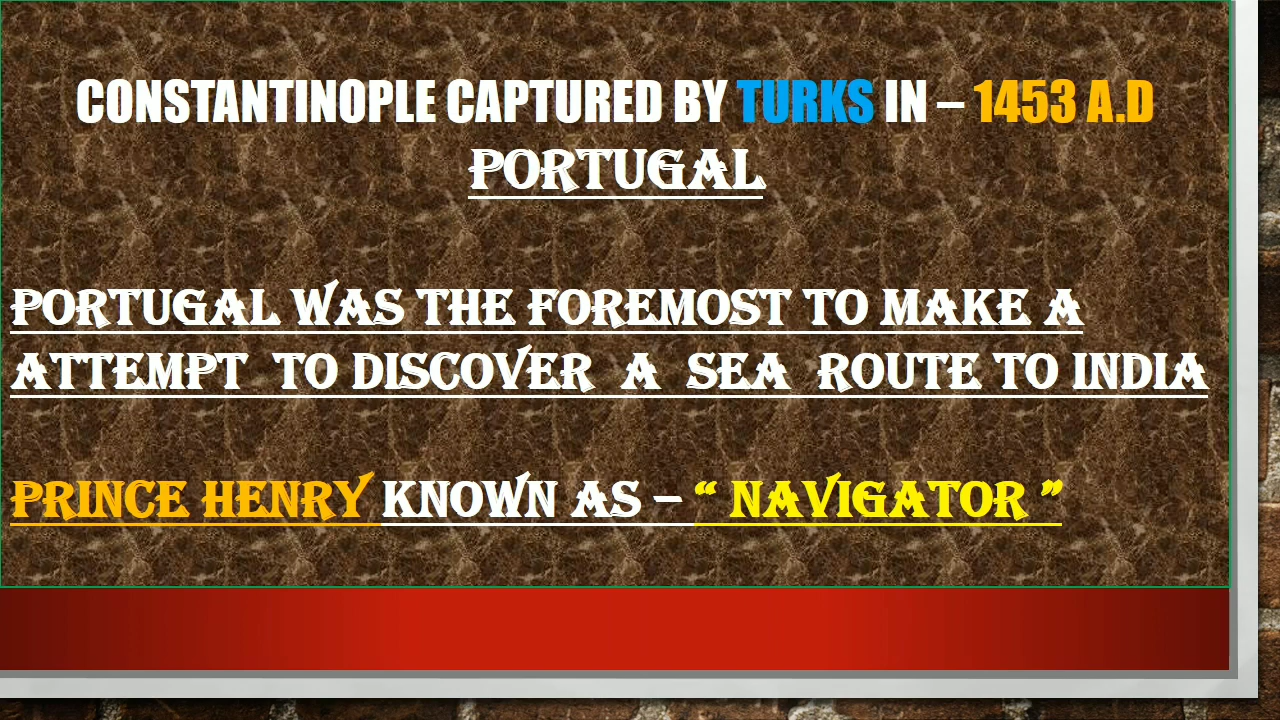 CONSTANTINOPLE CAPTURED BY TURKS IN – 1453 A.D
PORTUGAL
PORTUGAL WAS THE FOREMOST TO MAKE A
ATTEMPT TO DISCOVER A SEA ROUTE TO INDIA
PRINCE HENRY KNOWN AS – “ NAVIGATOR ”